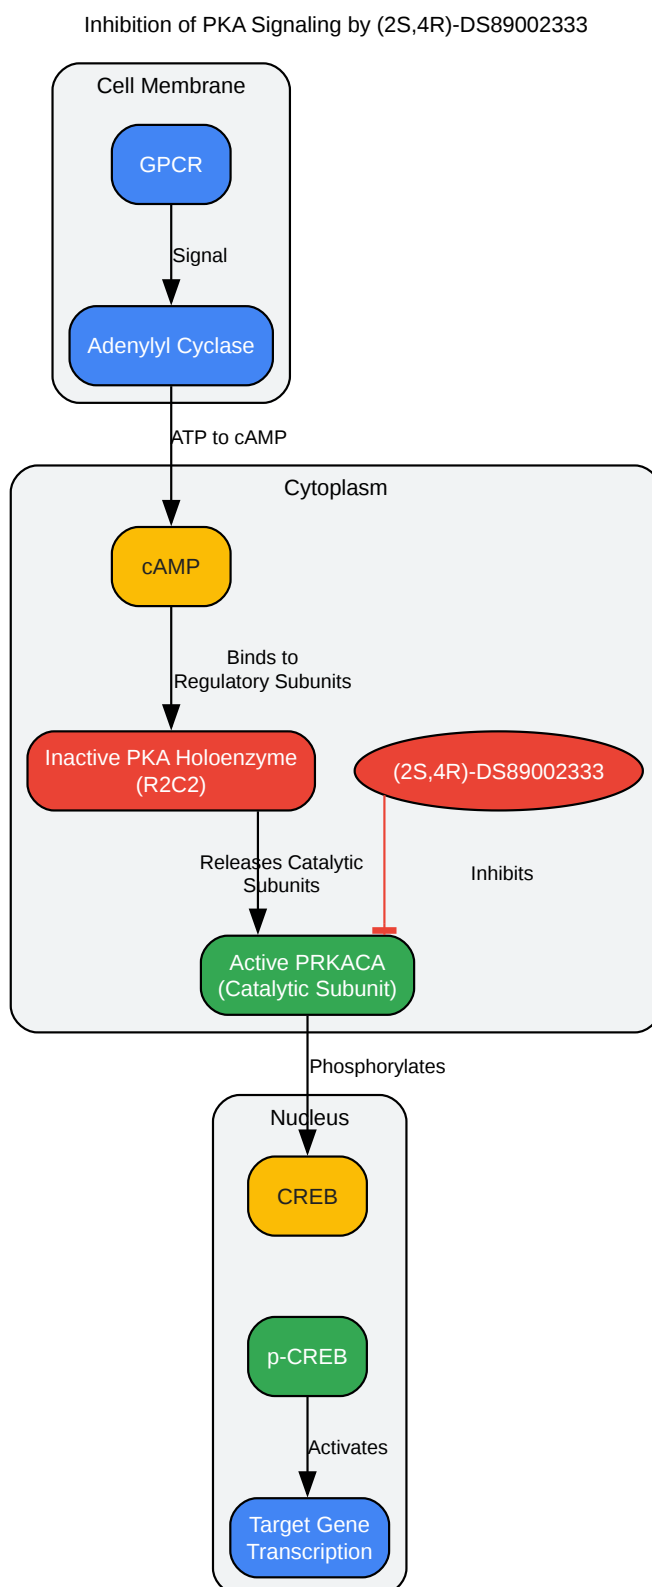 Inhibition of PKA Signaling by (2S,4R)-DS89002333
Cell Membrane
GPCR
Signal
Adenylyl Cyclase
ATP to cAMP
Cytoplasm
cAMP
Binds to
Regulatory Subunits
Inactive PKA Holoenzyme
(R2C2)
(2S,4R)-DS89002333
Releases Catalytic
Subunits
Inhibits
Active PRKACA
(Catalytic Subunit)
Phosphorylates
Nucleus
CREB
p-CREB
Activates
Target Gene
Transcription